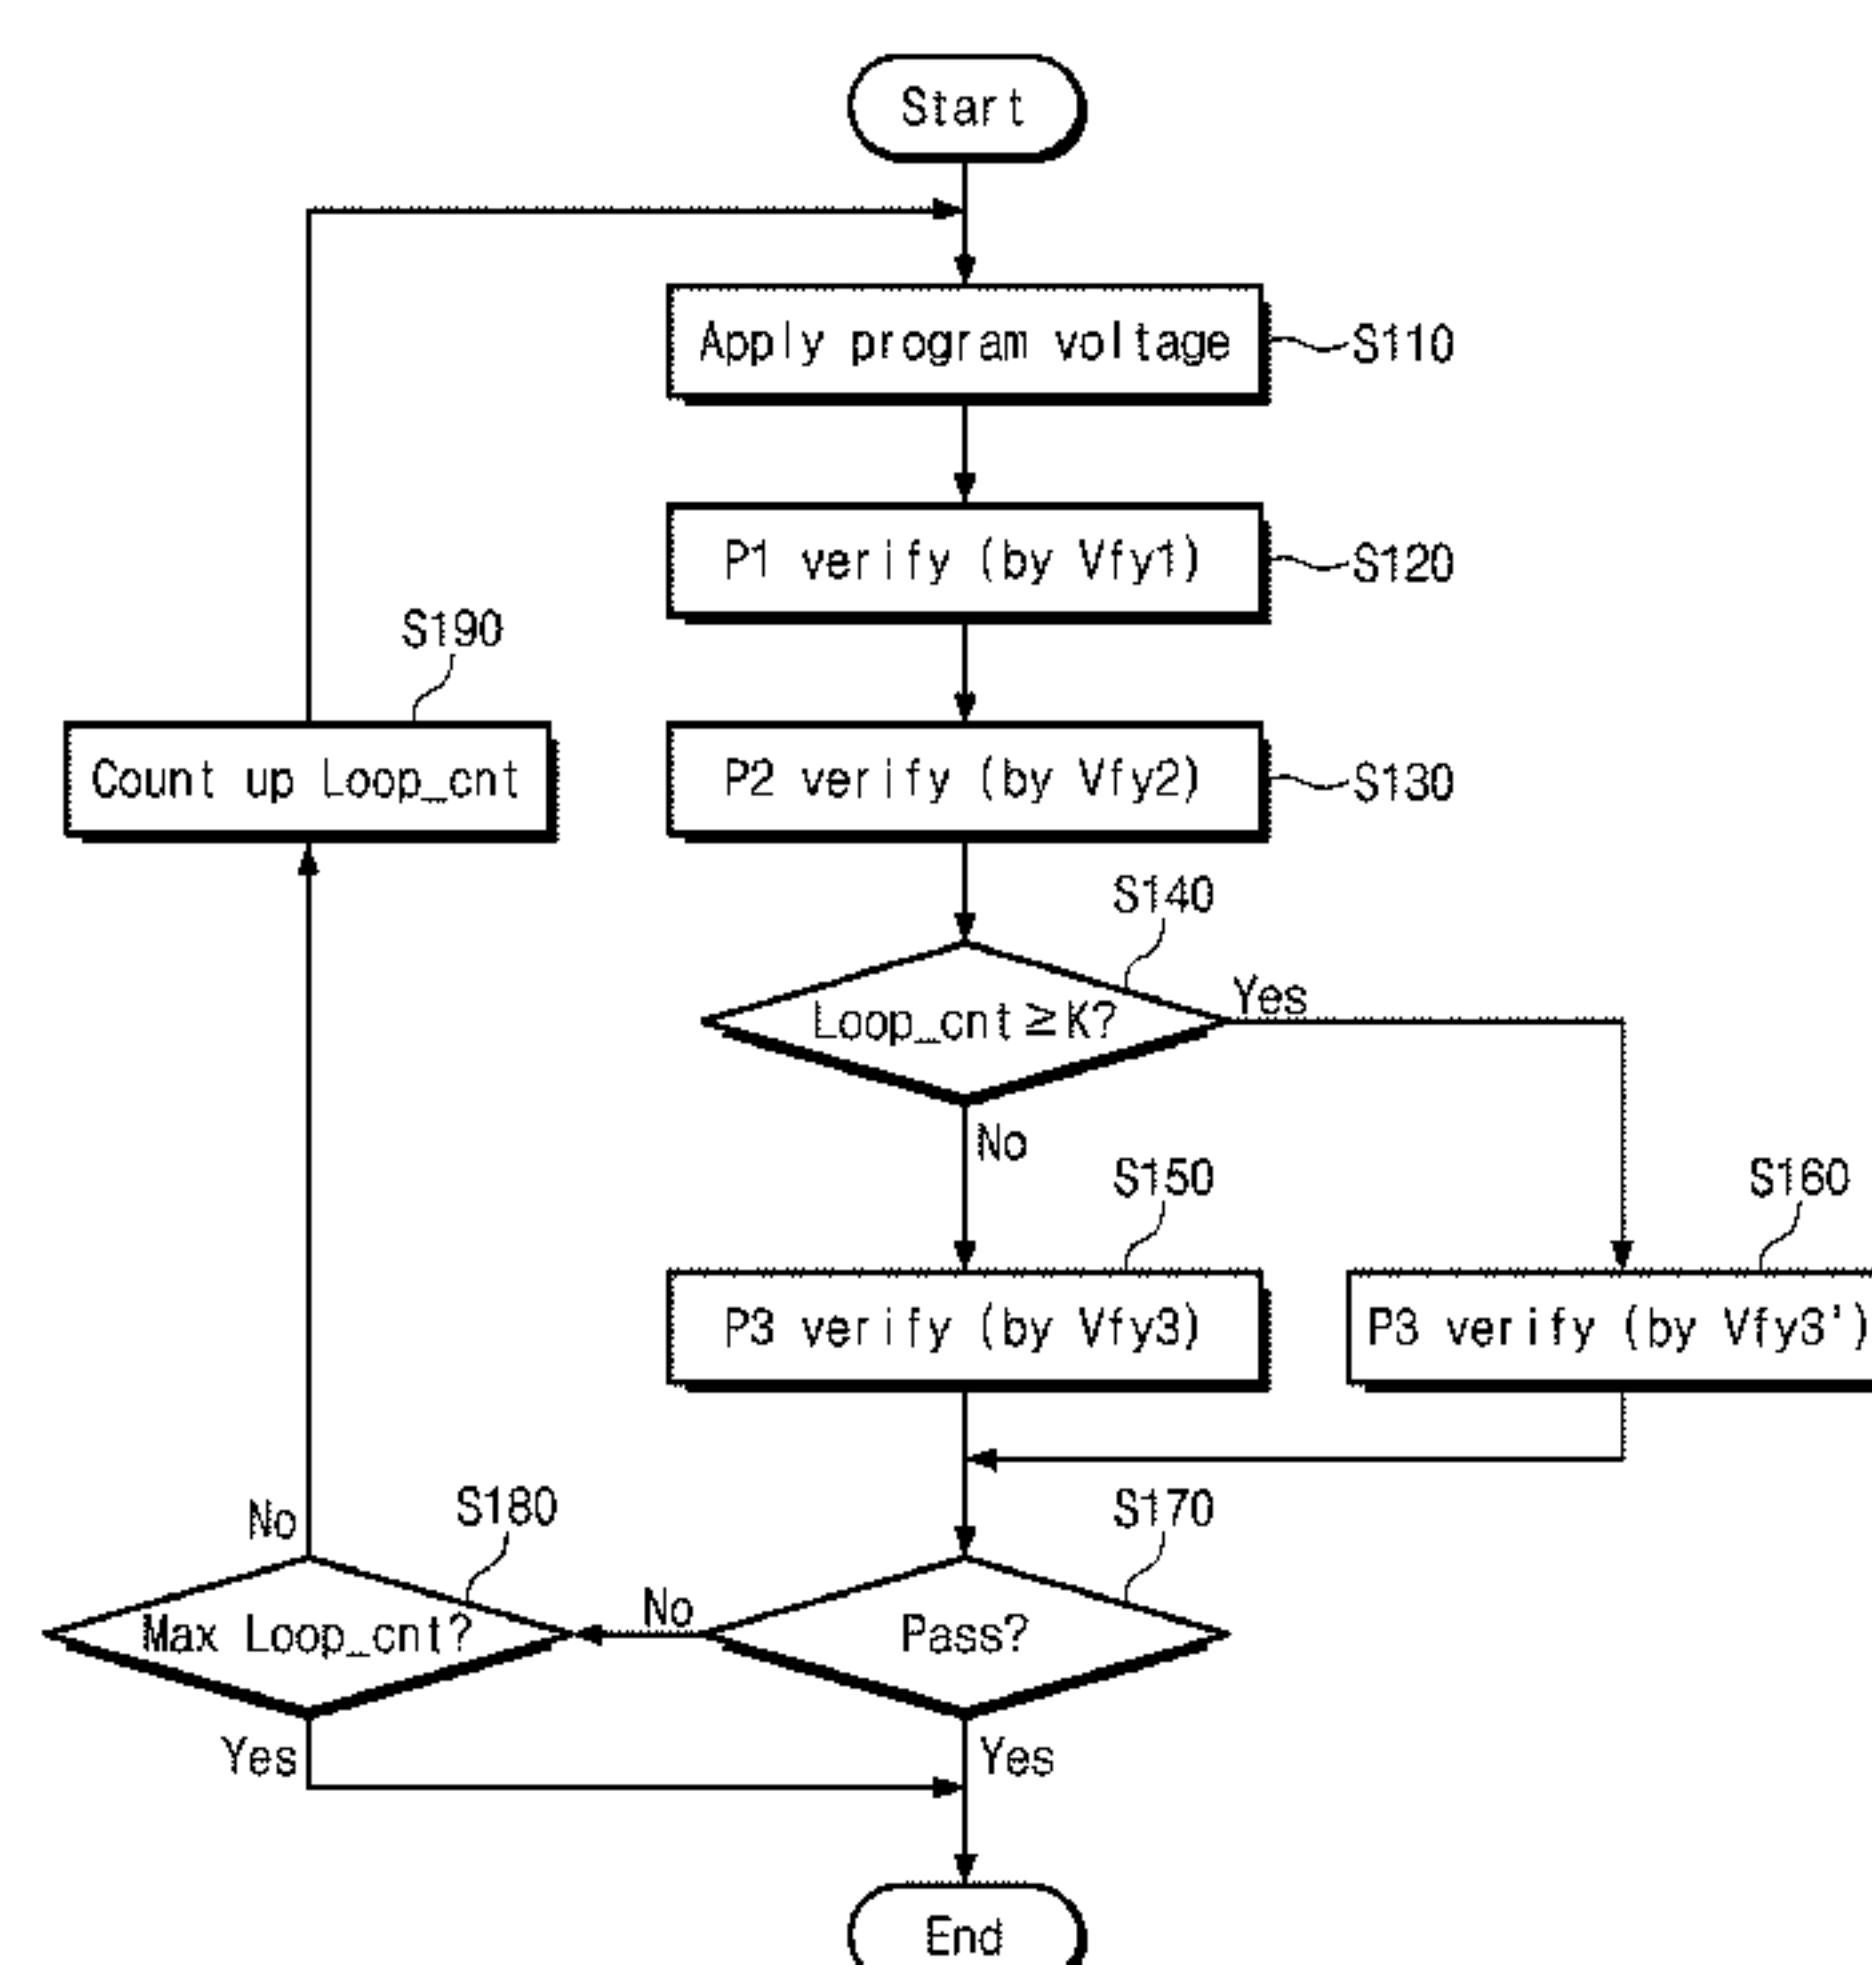 Start
Apply program voltage
S110
P1 verify (by Vfy1)
S120
S190
Count up Loop_cnt
P2 verify (by Vfy2)
S130
S140
Loop_cnt≥K?
Yes
No
S150
S160
P3 verify (by Vfy3)
P3 verify (by Vfy3')
No
S180
S170
Max Loop_cnt?
No
Pass?
Yes
Yes
End